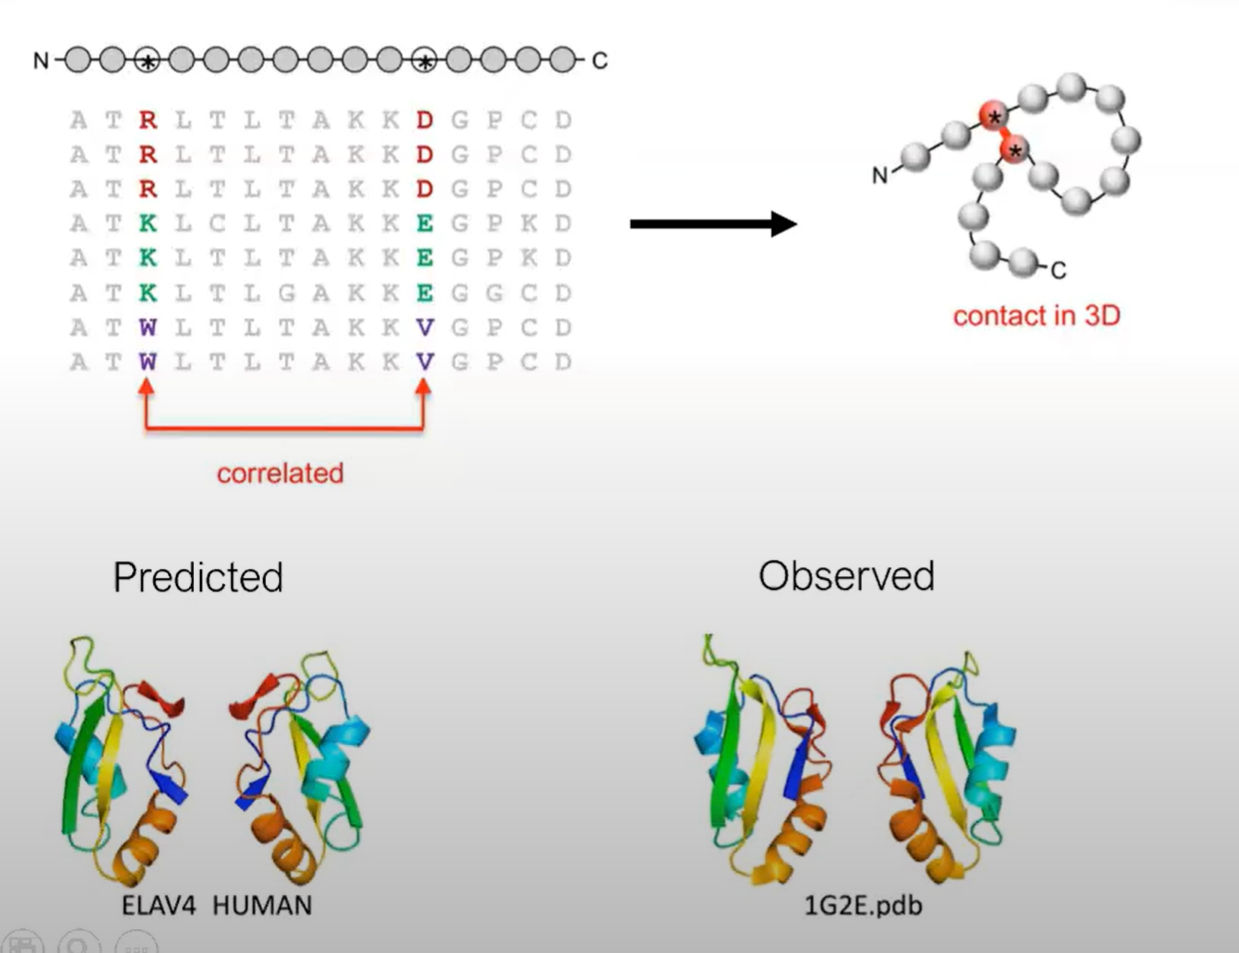 N * * C
A T R L T L T A K K D G P C D
A T R L T L T A K K D G P C D
A T R L T L T A K K D G P C D
A T K L C L T A K K E G P K D
A T K L T L T A K K E G P K D
A T K L T L G A K K E G G C D
A T W L T L T A K K V G P C D
A T W L T L T A K K V G P C D
correlated
*
*
N
C
contact in 3D
Predicted
Observed
ELAV4 HUMAN
1G2E.pdb